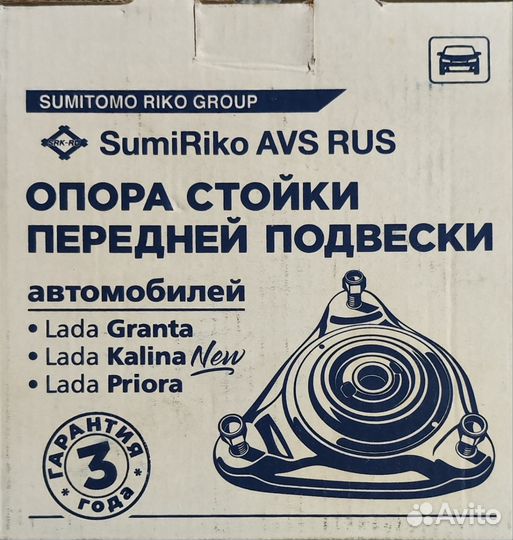 SUMITOMO RIKO GROUP
SRK-RU
SumiRiko AVS RUS
ОПОРА СТОЙКИ
ПЕРЕДНЕЙ ПОДВЕСКИ
автомобилей
• Lada Granta
• Lada Kalina New
• Lada Priora
ГАРАНТИЯ
3
года
Avito